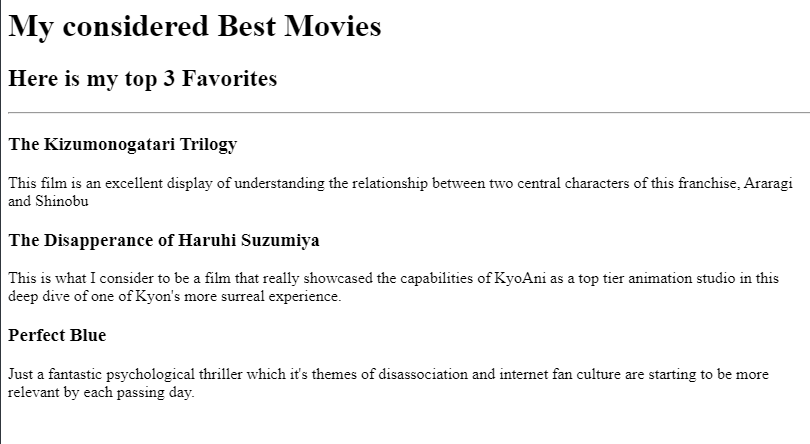 My considered Best Movies
Here is my top 3 Favorites
The Kizumonogatari Trilogy
This film is an excellent display of understanding the relationship between two central characters of this franchise, Araragi
and Shinobu
The Disapperance of Haruhi Suzumiya
This is what I consider to be a film that really showcased the capabilities of KyoAni as a top tier animation studio in this
deep dive of one of Kyon's more surreal experience.
Perfect Blue
Just a fantastic psychological thriller which it's themes of disassociation and internet fan culture are starting to be more
relevant by each passing day.